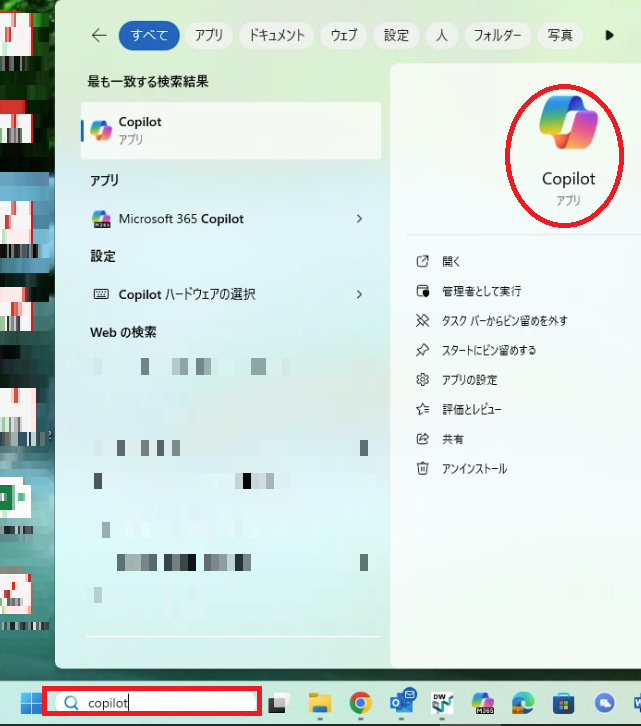 すべて
アプリ
ドキュメント
ウェブ
設定
人
フォルダー
写真
最も一致する検索結果
Copilot
アプリ
アプリ
Microsoft 365 Copilot
設定
Copilot ハードウェアの選択
Web の検索
Copilot
アプリ
開く
管理者として実行
タスク バーからピン留めを外す
スタートにピン留めする
アプリの設定
評価とレビュー
共有
アンインストール
copilot
DW
M365